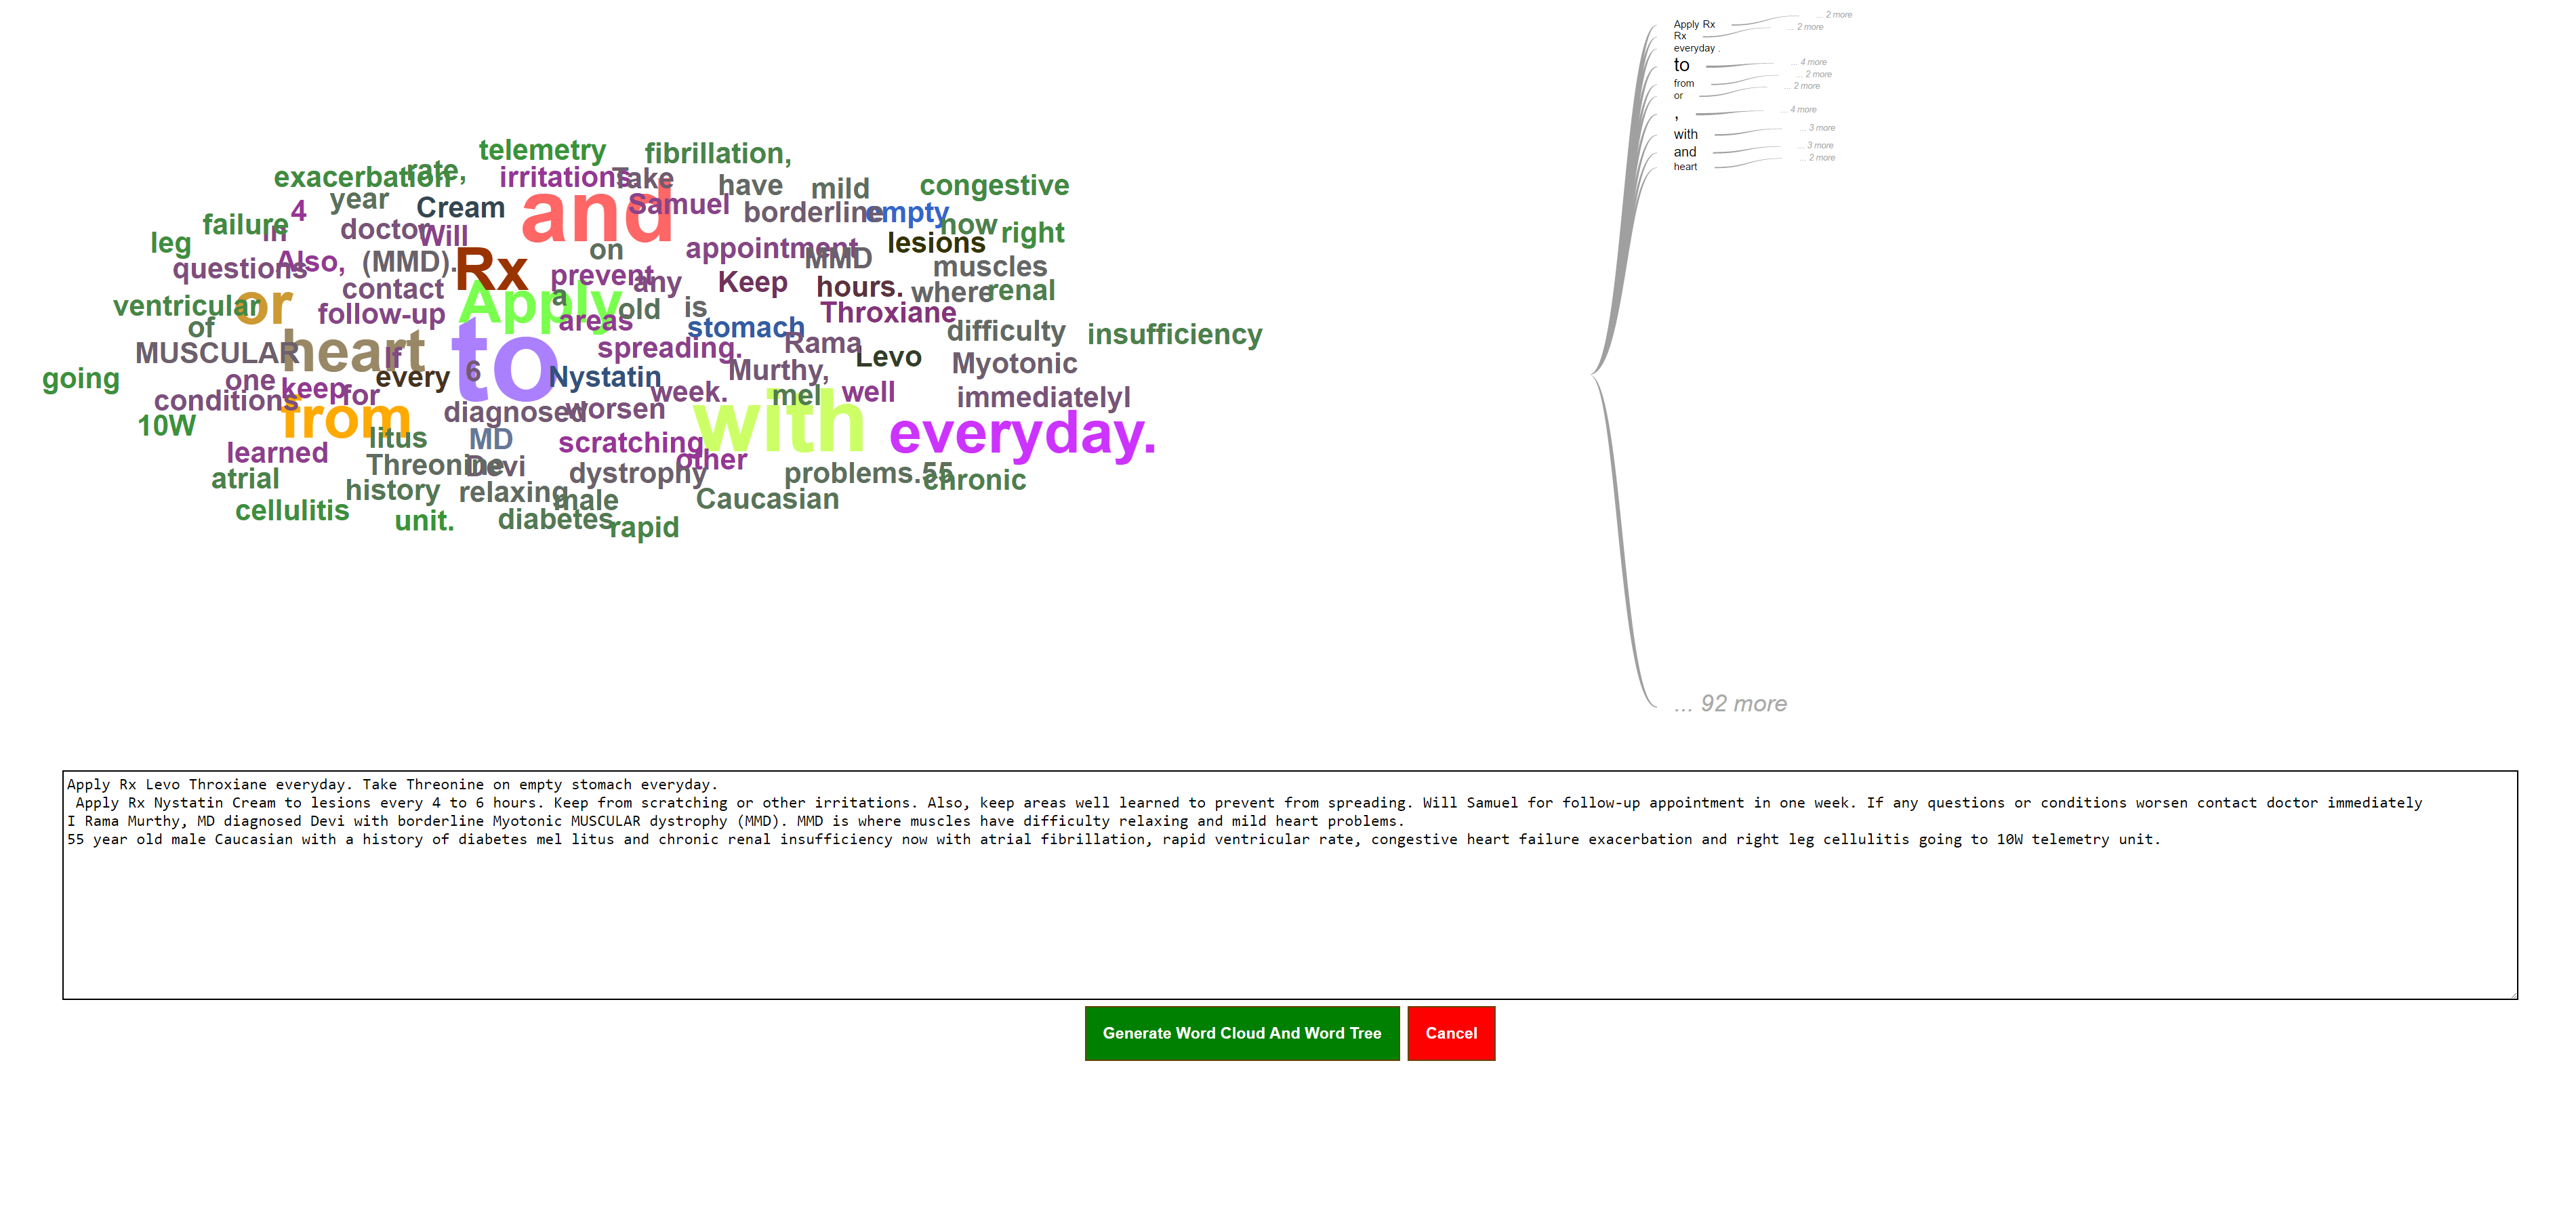 telemetry fibrillation,
exacerbation rate, irritations Take have mild congestive
year Cream and Samuel borderline empty now
4 failure in doctor Will right
leg on appointment lesions
questions Also, (MMD). Rx prevent any MMD muscles
contact Keep hours. where renal
ventricular or follow-up Apply a old is Throxiane
of areas stomach difficulty insufficiency
MUSCULAR heart If to spreading. Rama Levo Myotonic
going one every 6 Nystatin Murthy,
conditions keep for week. mel well immediatelyI
10W from diagnosed worsen with everyday.
learned litus MD scratching other
atrial Threonine Devi dystrophy problems. 55 chronic
history relaxing male Caucasian
cellulitis unit. diabetes rapid
Apply Rx ... 2 more
Rx ... 2 more
everyday .
to ... 4 more
from ... 2 more
or ... 2 more
, ... 4 more
with ... 3 more
and ... 3 more
heart ... 2 more
... 92 more
Apply Rx Levo Throxiane everyday. Take Threonine on empty stomach everyday.
Apply Rx Nystatin Cream to lesions every 4 to 6 hours. Keep from scratching or other irritations. Also, keep areas well learned to prevent from spreading. Will Samuel for follow-up appointment in one week. If any questions or conditions worsen contact doctor immediately
I Rama Murthy, MD diagnosed Devi with borderline Myotonic MUSCULAR dystrophy (MMD). MMD is where muscles have difficulty relaxing and mild heart problems.
55 year old male Caucasian with a history of diabetes mel litus and chronic renal insufficiency now with atrial fibrillation, rapid ventricular rate, congestive heart failure exacerbation and right leg cellulitis going to 10W telemetry unit.
Generate Word Cloud And Word Tree
Cancel